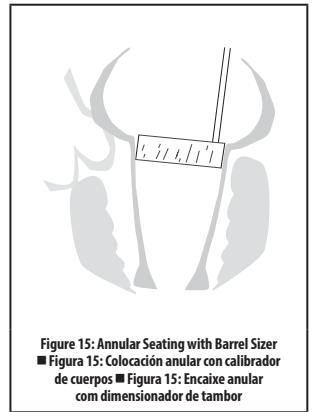 Figure 15: Annular Seating with Barrel Sizer
■ Figura 15: Colocación anular con calibrador
de cuerpos ■ Figura 15: Encaixe anular
com dimensionador de tambor